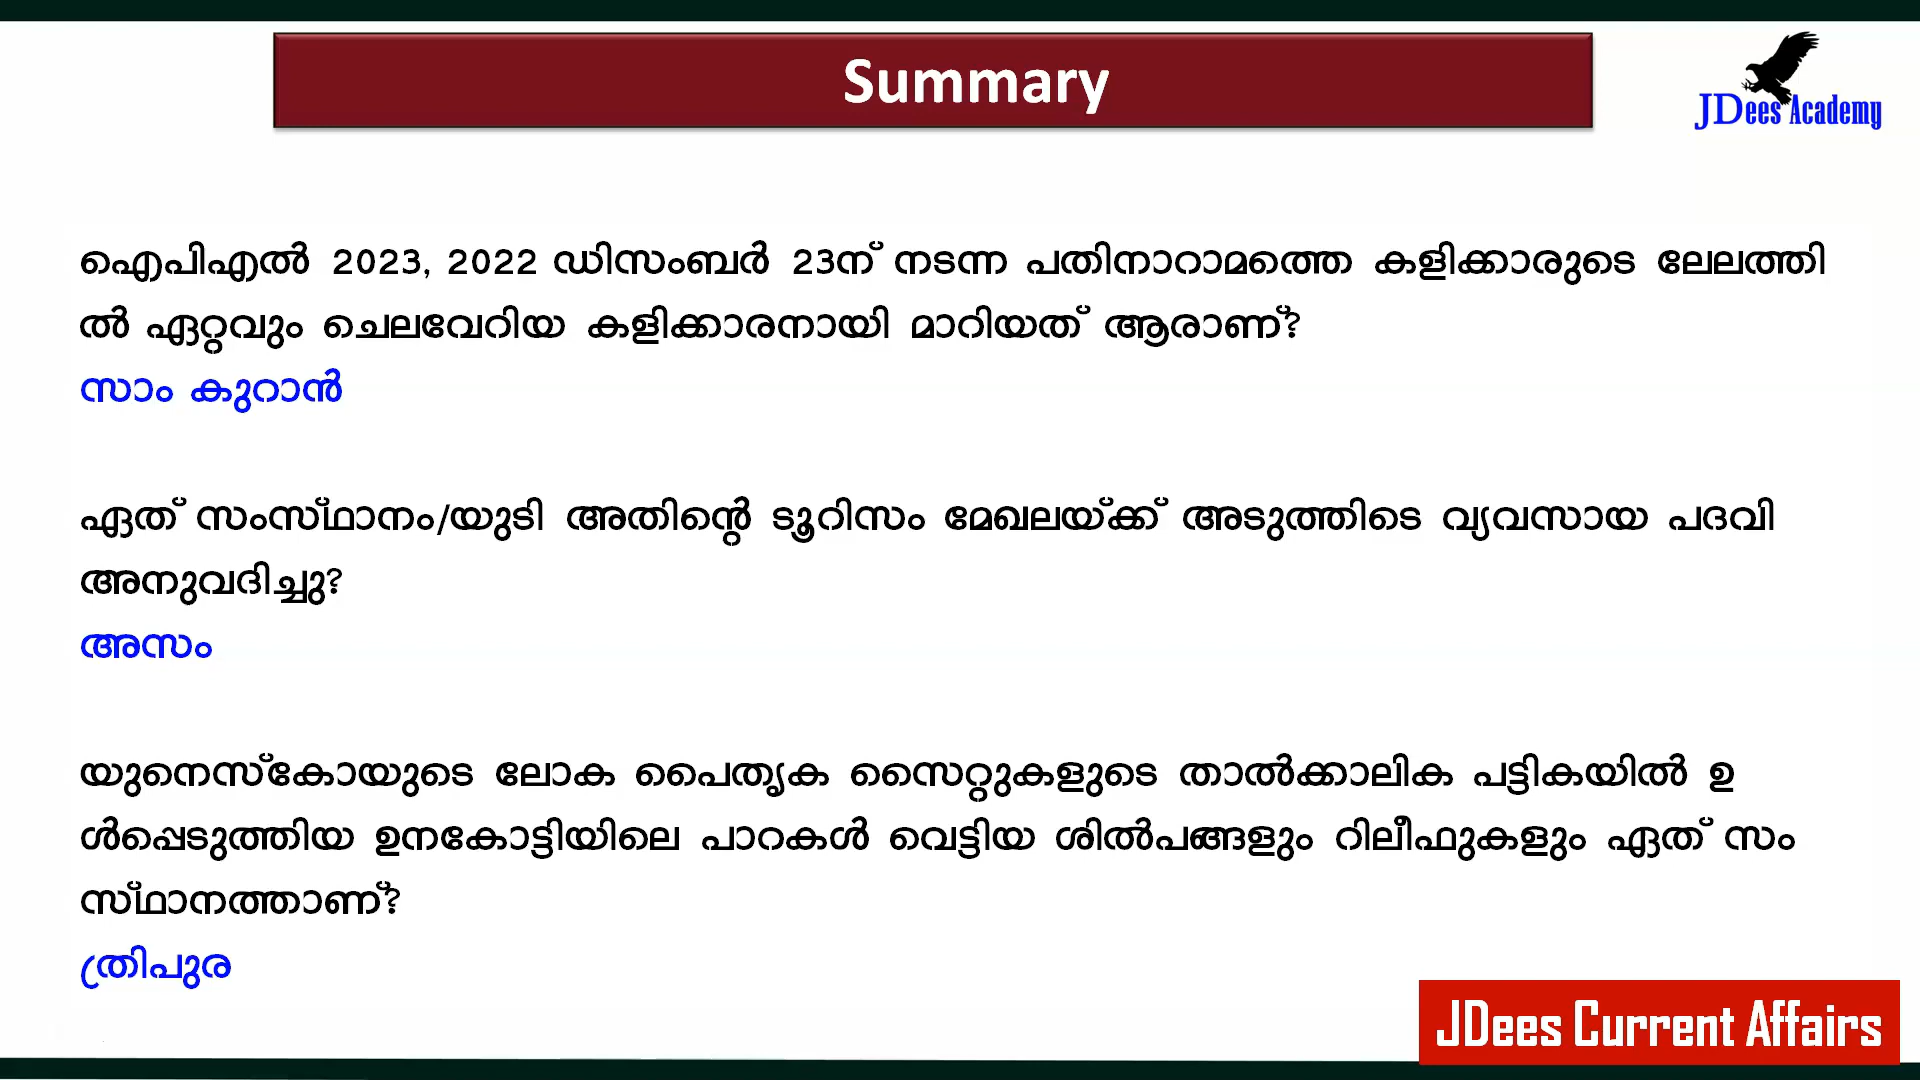 Summary
JDees Academy
ഐപിഎൽ 2023, 2022 ഡിസംബർ 23ന് നടന്ന പതിനാറാമത്തെ കളിക്കാരുടെ ലേലത്തി
ൽ ഏറ്റവും ചെലവേറിയ കളിക്കാരനായി മാറിയത് ആരാണ്?
സാം കുറാൻ
ഏത് സംസ്ഥാനം/യുടി അതിന്റെ ടൂറിസം മേഖലയ്ക്ക് അടുത്തിടെ വ്യവസായ പദവി
അനുവദിച്ചു?
അസം
യുനെസ്കോയുടെ ലോക പൈതൃക സൈറ്റുകളുടെ താൽക്കാലിക പട്ടികയിൽ ഉ
ൾപ്പെടുത്തിയ ഉനകോട്ടിയിലെ പാറകൾ വെട്ടിയ ശിൽപങ്ങളും റിലീഫുകളും ഏത് സം
സ്ഥാനത്താണ്?
ത്രിപുര
JDees Current Affairs